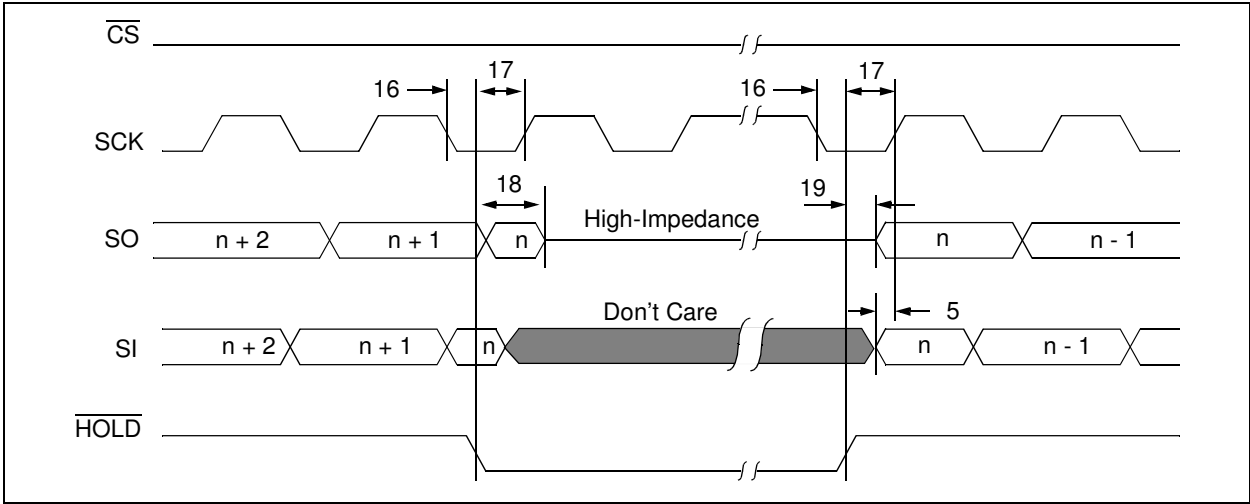 CS
17
17
16
16
SCK
18
19
High-Impedance
SO
n + 2
n + 1
n
n
n - 1
Don't Care
5
SI
n + 2
n + 1
n
n
n - 1
HOLD